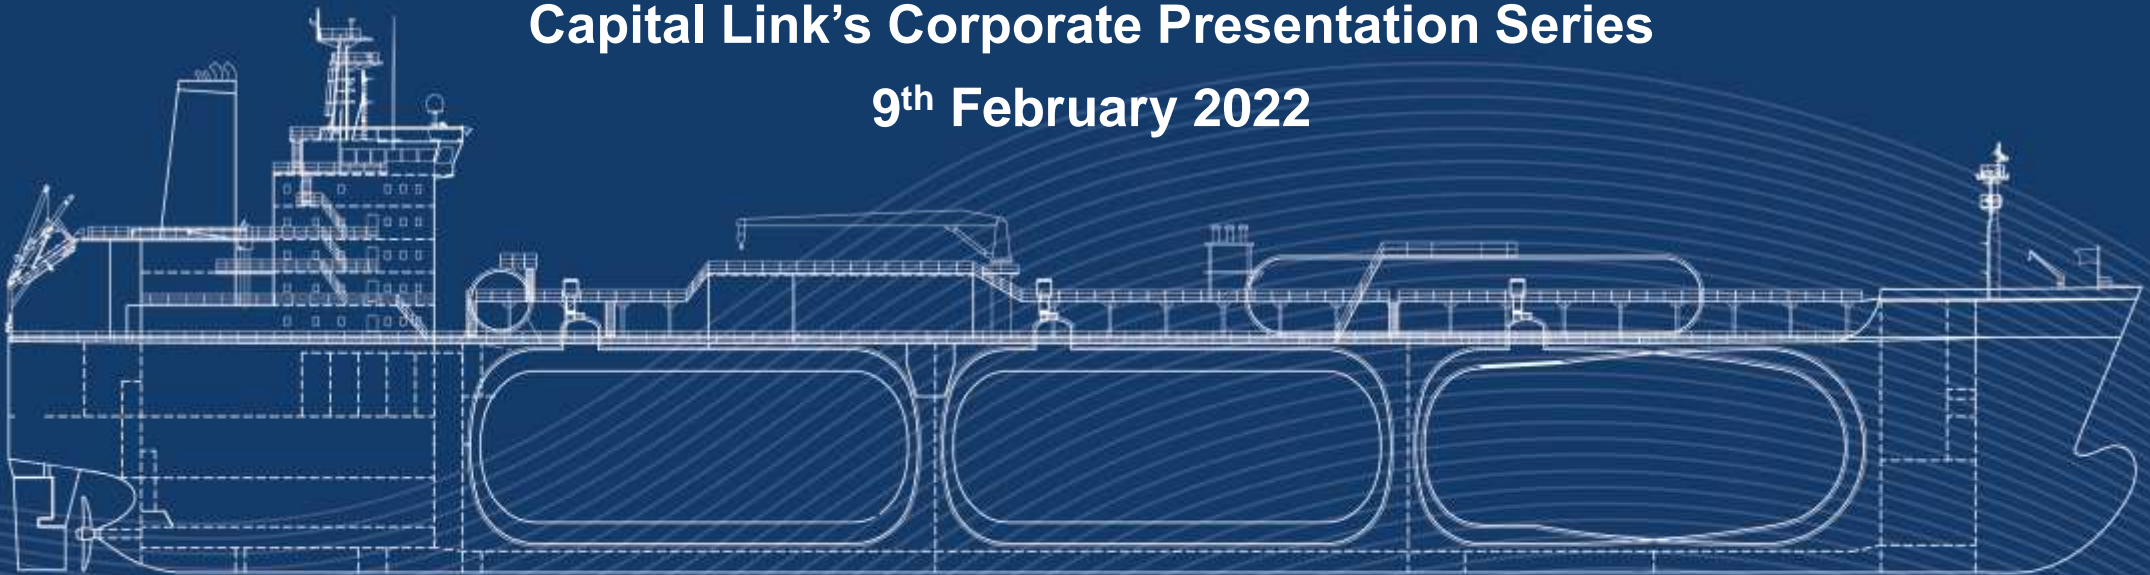 Capital Link’s Corporate Presentation Series
9th February 2022